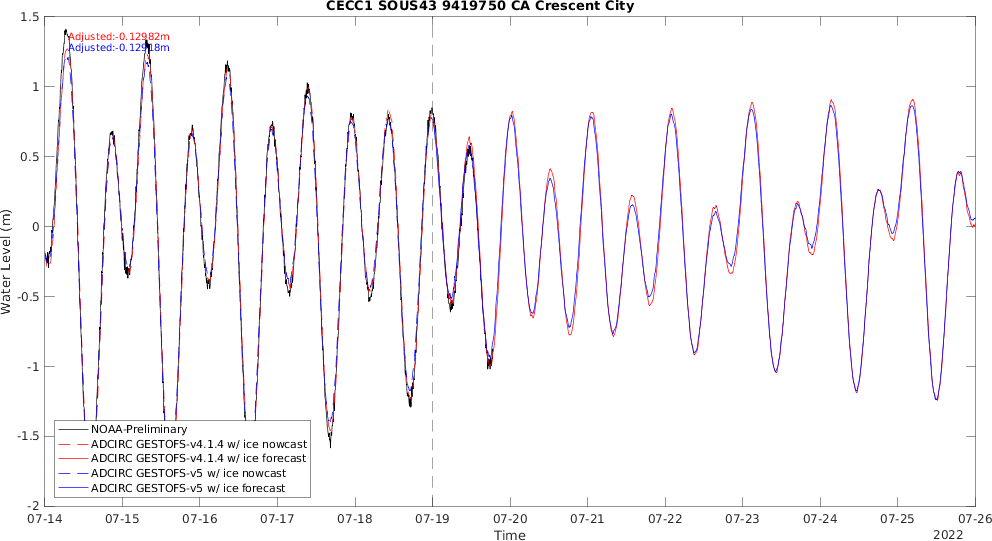 CECC1 SOUS43 9419750 CA Crescent City
1.5
1
0.5
0
-0.5
-1
-1.5
-2
Water Level (m)
Adjusted:-0.12982m
NOAA-Preliminary
ADCIRC GESTOFS-v4.1.4 w/ ice nowcast
ADCIRC GESTOFS-v4.1.4 w/ ice forecast
ADCIRC GESTOFS-v5 w/ ice nowcast
ADCIRC GESTOFS-v5 w/ ice forecast
07-14 07-15 07-16 07-17 07-18 07-19 07-20 07-21 07-22 07-23 07-24 07-25 07-26
Time
2022